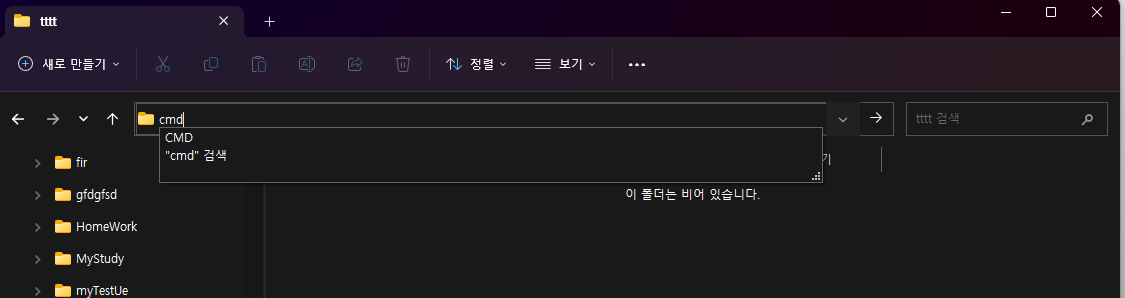 tttt
새로 만들기
정렬
보기
cmd
tttt 검색
CMD
"cmd" 검색
기
이 폴더는 비어 있습니다.
fir
gfdgfsd
HomeWork
MyStudy
myTestUe